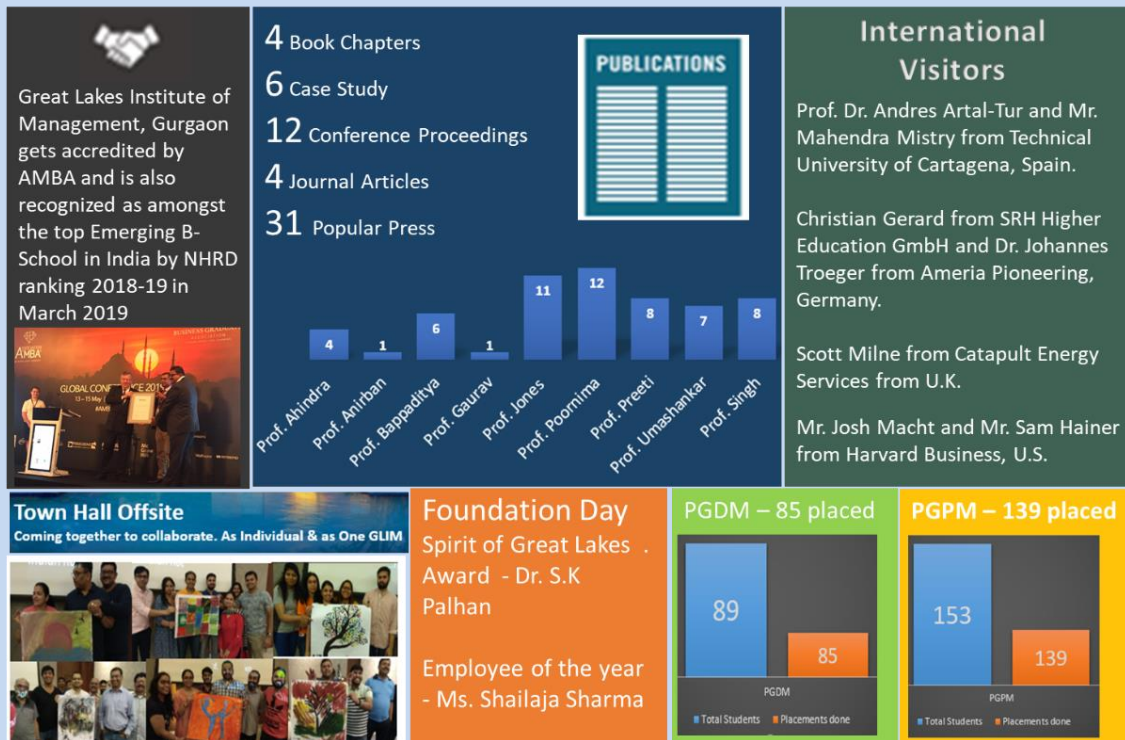 Great Lakes Institute of
Management, Gurgaon
gets accredited by
AMBA and is also
recognized as amongst
the top Emerging B-
School in India by NHRD
ranking 2018-19 in
March 2019
AMBA
GLOBAL CONFERENCE 2019
4 Book Chapters
6 Case Study
12 Conference Proceedings
4 Journal Articles
31 Popular Press
PUBLICATIONS
4
1
6
1
11
12
8
7
8
Prof. Ahindra
Prof. Anirban
Prof. Bappaditya
Prof. Gaurav
Prof. Jones
Prof. Poornima
Prof. Preeti
Prof. Umashankar
Prof. Singh
International
Visitors
Prof. Dr. Andres Artal-Tur and Mr.
Mahendra Mistry from Technical
University of Cartagena, Spain.
Christian Gerard from SRH Higher
Education GmbH and Dr. Johannes
Troeger from Ameria Pioneering,
Germany.
Scott Milne from Catapult Energy
Services from U.K.
Mr. Josh Macht and Mr. Sam Hainer
from Harvard Business, U.S.
Town Hall Offsite
Coming together to collaborate. As Individual & as One GLIM
Foundation Day
Spirit of Great Lakes .
Award - Dr. S.K
Palhan
Employee of the year
- Ms. Shailaja Sharma
PGDM – 85 placed
89
85
PGDM
Total Students Placements done
PGPM – 139 placed
153
139
PGPM
Total Students Placements done